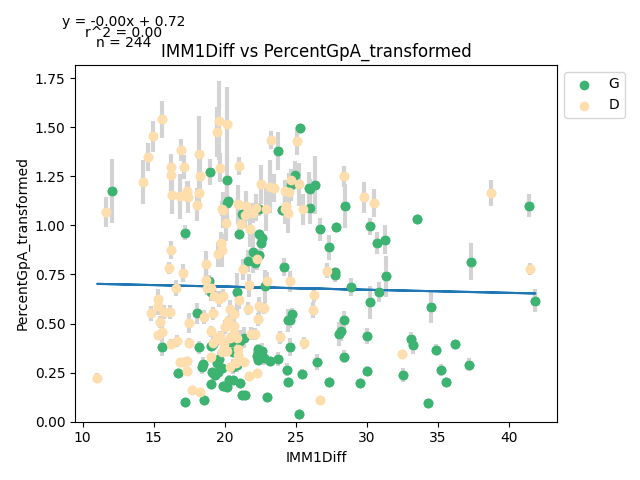 y = -0.00x + 0.72
r^2 = 0.00
n = 244
IMM1Diff vs PercentGpA_transformed
G
D
PercentGpA_transformed
1.75
1.50
1.25
1.00
0.75
0.50
0.25
0.00
10 15 20 25 30 35 40
IMM1Diff